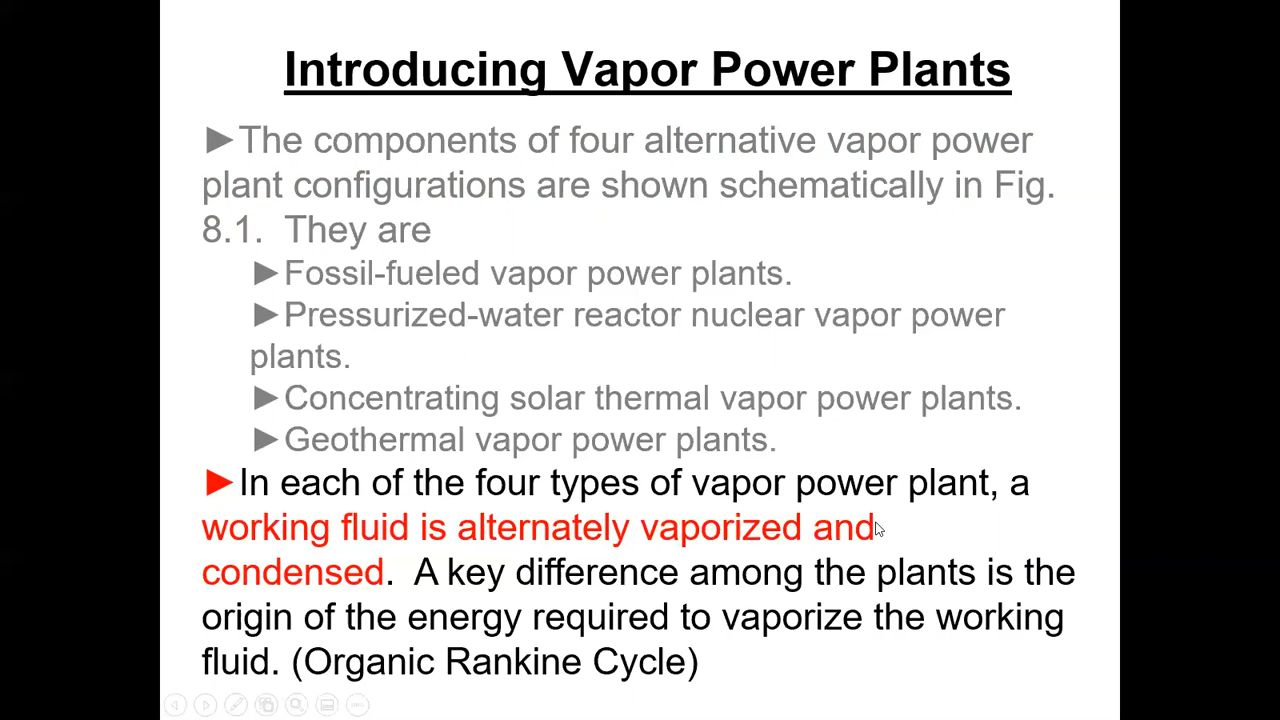 Introducing Vapor Power Plants
►The components of four alternative vapor power
plant configurations are shown schematically in Fig.
8.1.  They are
►Fossil-fueled vapor power plants.
►Pressurized-water reactor nuclear vapor power
plants.
►Concentrating solar thermal vapor power plants.
►Geothermal vapor power plants.
►In each of the four types of vapor power plant, a
working fluid is alternately vaporized and
condensed.  A key difference among the plants is the
origin of the energy required to vaporize the working
fluid. (Organic Rankine Cycle)